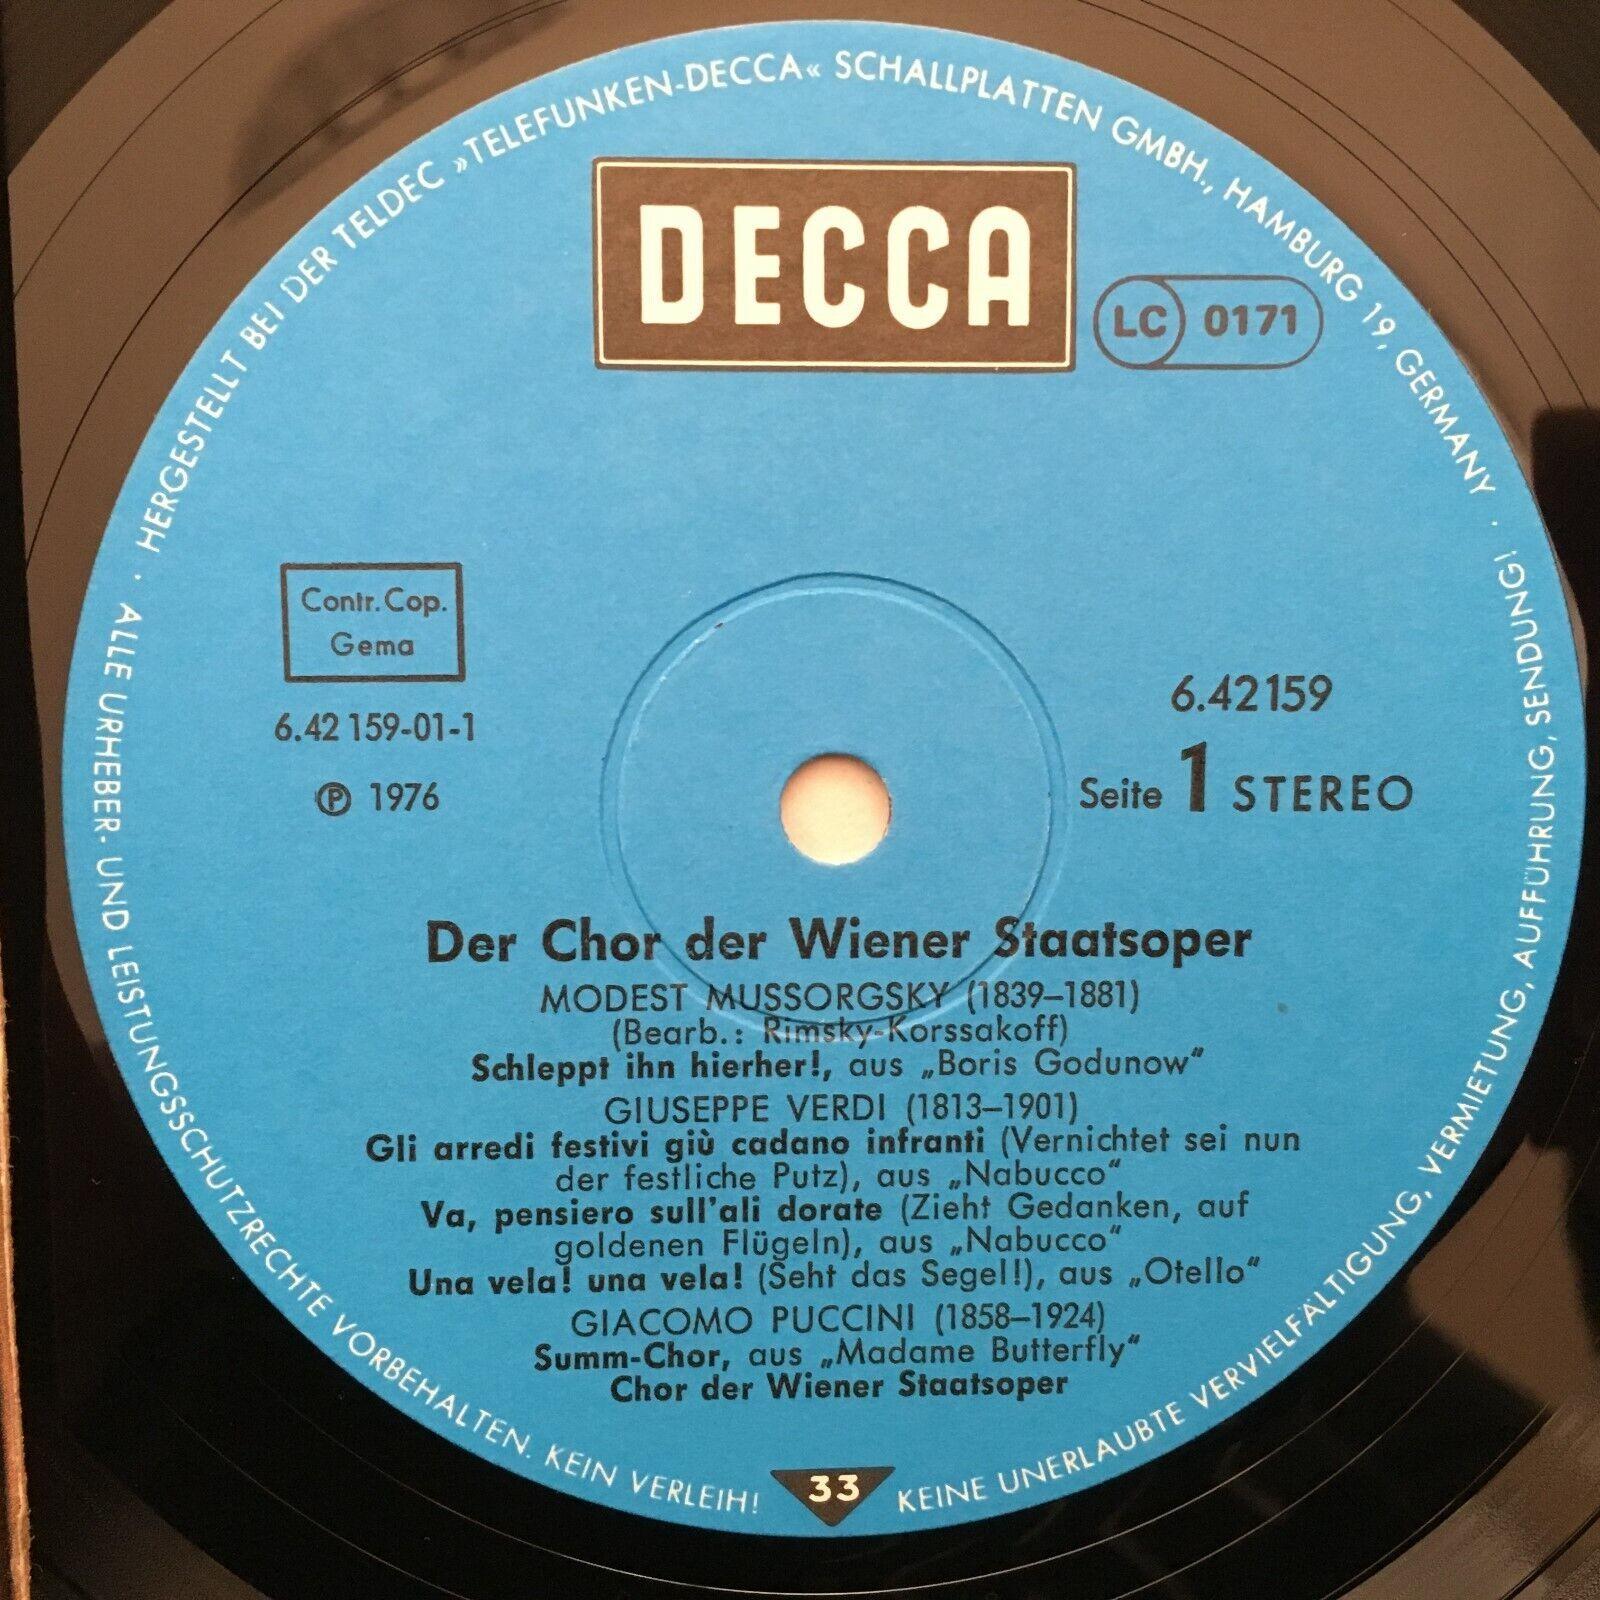 HERGESTELLT BEI DER TELDEC »TELEFUNKEN-DECCA« SCHALLPLATTEN GMBH., HAMBURG 19, GERMANY ·
DECCA
LC 0171
Contr. Cop.
Gema
6.42 159-01-1
Ⓟ 1976
6.42159
Seite 1 STEREO
Der Chor der Wiener Staatsoper
MODEST MUSSORGSKY (1839–1881)
(Bearb.: Rimsky-Korssakoff)
Schleppt ihn hierher!, aus „Boris Godunow“
GIUSEPPE VERDI (1813–1901)
Gli arredi festivi giù cadano infranti (Vernichtet sei nun
der festliche Putz), aus „Nabucco“
Va, pensiero sull'ali dorate (Zieht Gedanken, auf
goldenen Flügeln), aus „Nabucco“
Una vela! una vela! (Seht das Segel!), aus „Otello“
GIACOMO PUCCINI (1858–1924)
Summ-Chor, aus „Madame Butterfly“
Chor der Wiener Staatsoper
· ALLE URHEBER- UND LEISTUNGSSCHUTZRECHTE VORBEHALTEN. KEIN VERLEIH!
33
KEINE UNERLAUBTE VERVIELFÄLTIGUNG, VERMIETUNG, AUFFÜHRUNG, SENDUNG!